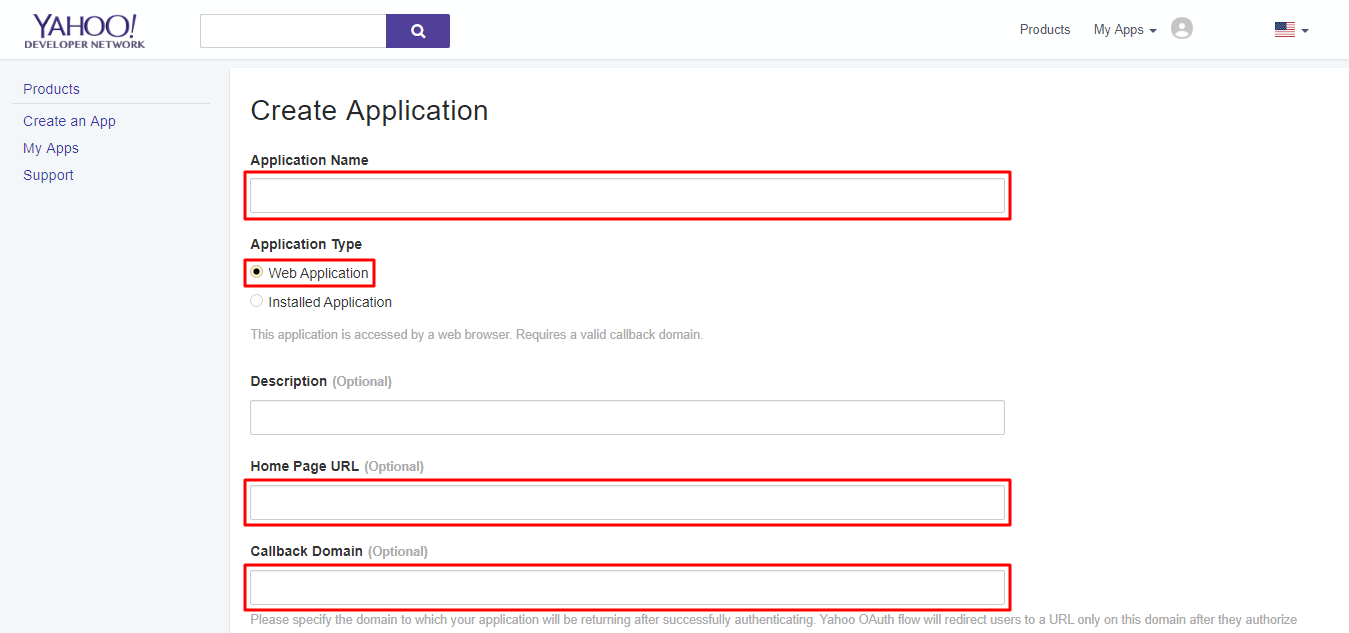 YAHOO!
DEVELOPER NETWORK
Products
My Apps
Products
Create an App
My Apps
Support
Create Application
Application Name
Application Type
Web Application
Installed Application
This application is accessed by a web browser. Requires a valid callback domain.
Description (Optional)
Home Page URL (Optional)
Callback Domain (Optional)
Please specify the domain to which your application will be returning after successfully authenticating. Yahoo OAuth flow will redirect users to a URL only on this domain after they authorize